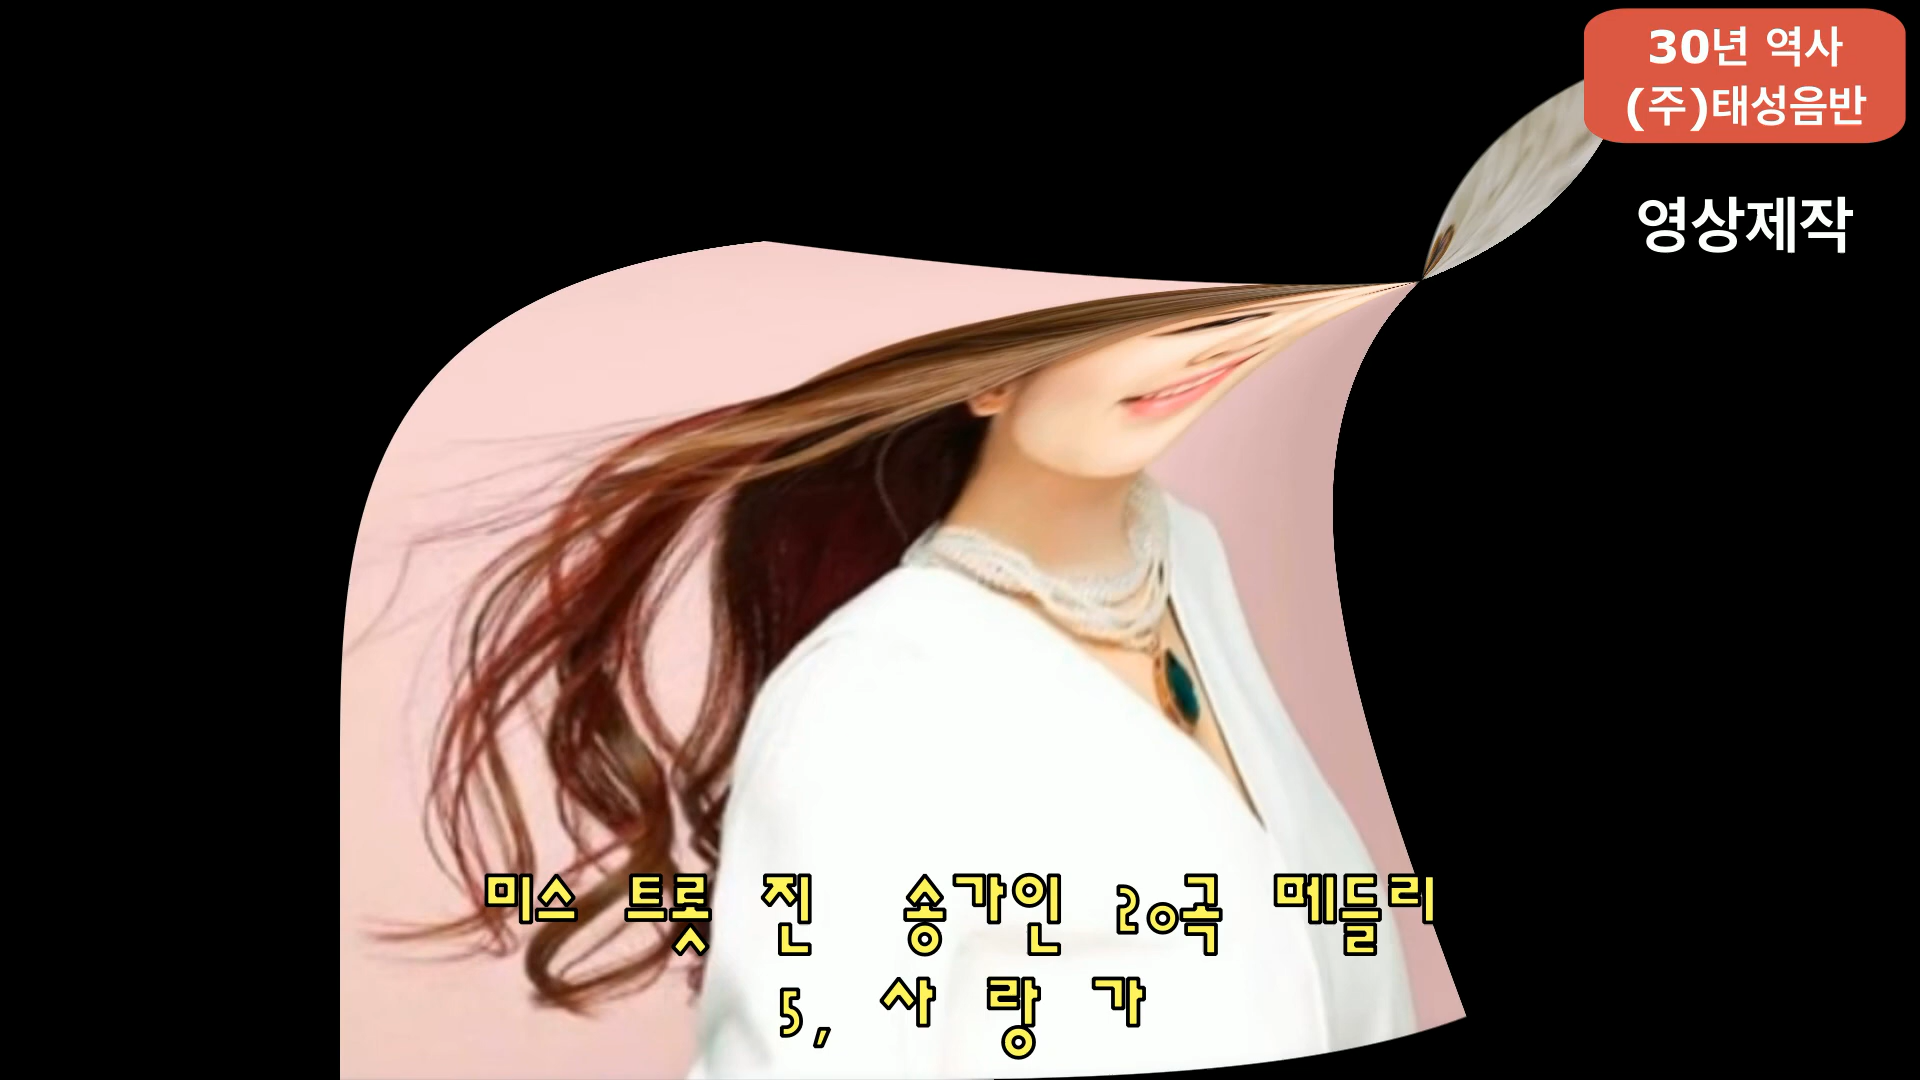 30년 역사
(주)태성음반
영상제작
미스 트롯 진 송가인 20곡 메들리
5, 사 랑 가